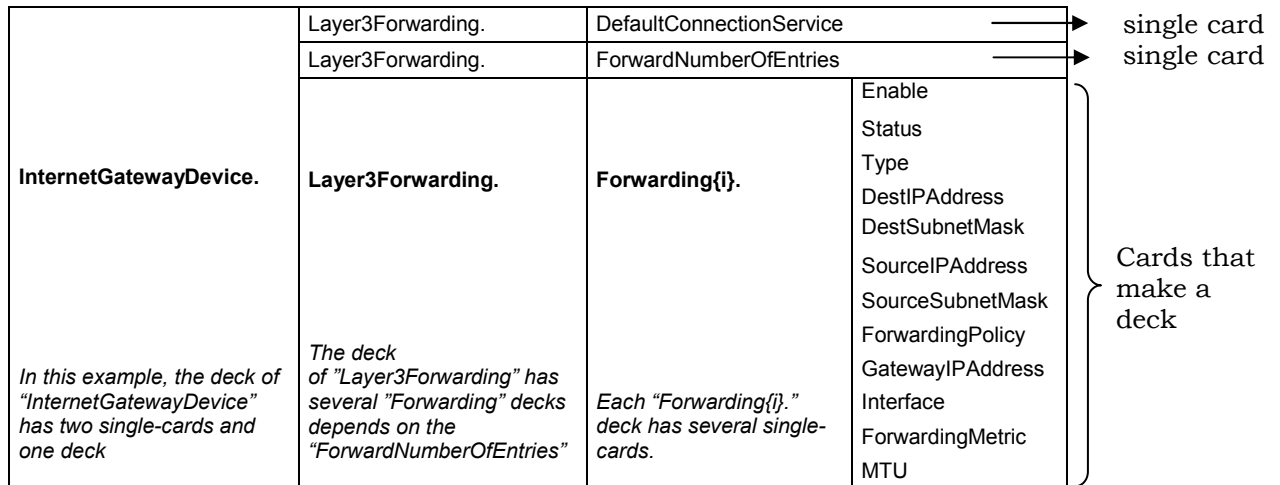 Layer3Forwarding. DefaultConnectionService single card
Layer3Forwarding. ForwardNumberOfEntries single card
InternetGatewayDevice.
In this example, the deck of
“InternetGatewayDevice”
has two single-cards and
one deck
Layer3Forwarding.
The deck
of ”Layer3Forwarding” has
several ”Forwarding” decks
depends on the
“ForwardNumberOfEntries”
Forwarding{i}.
Each “Forwarding{i}.”
deck has several single-
cards.
Enable
Status
Type
DestIPAddress
DestSubnetMask
SourceIPAddress
SourceSubnetMask
ForwardingPolicy
GatewayIPAddress
Interface
ForwardingMetric
MTU
Cards that
make a
deck